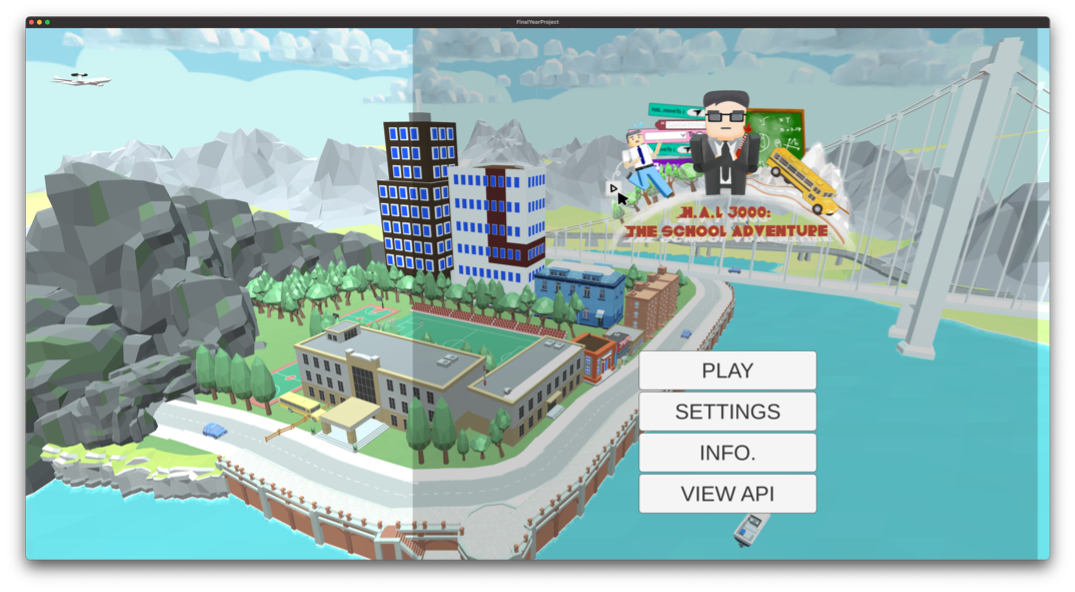 FinalYearProject
H.A.L 3000:
THE SCHOOL ADVENTURE
PLAY
SETTINGS
INFO.
VIEW API